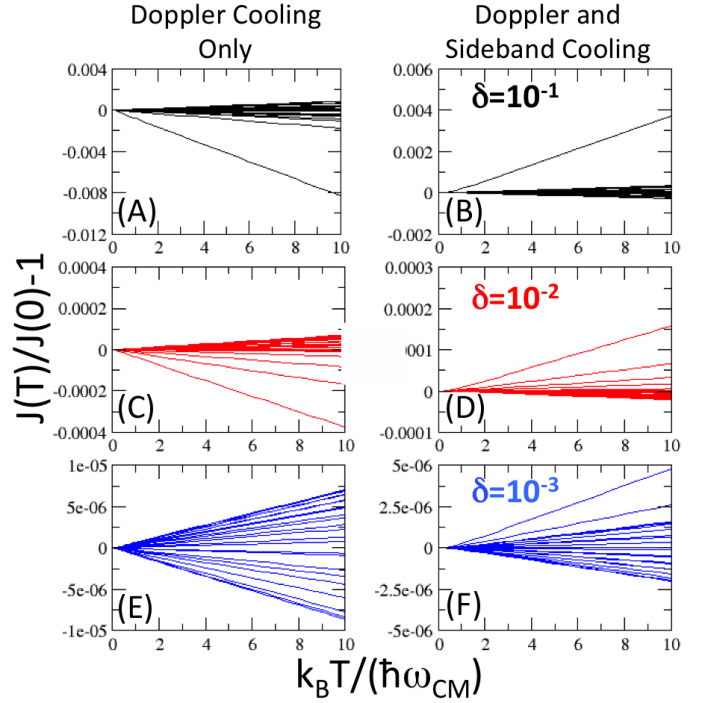 Doppler Cooling
Only
Doppler and
Sideband Cooling
J(T)/J(0)-1
0.004
0
-0.004
-0.008
-0.012
(A)
0 2 4 6 8 10
0.006
0.004
0.002
0
-0.002
δ=10-1
(B)
0 2 4 6 8 10
0.0004
0.0002
0
-0.0002
-0.0004
(C)
0 2 4 6 8 10
0.0003
0.0002
001
0
-0.0001
δ=10-2
(D)
0 2 4 6 8 10
1e-05
5e-06
0
-5e-06
-1e-05
(E)
0 2 4 6 8 10
5e-06
2.5e-06
0
-2.5e-06
-5e-06
δ=10-3
(F)
0 2 4 6 8 10
kBT/(ħωCM)